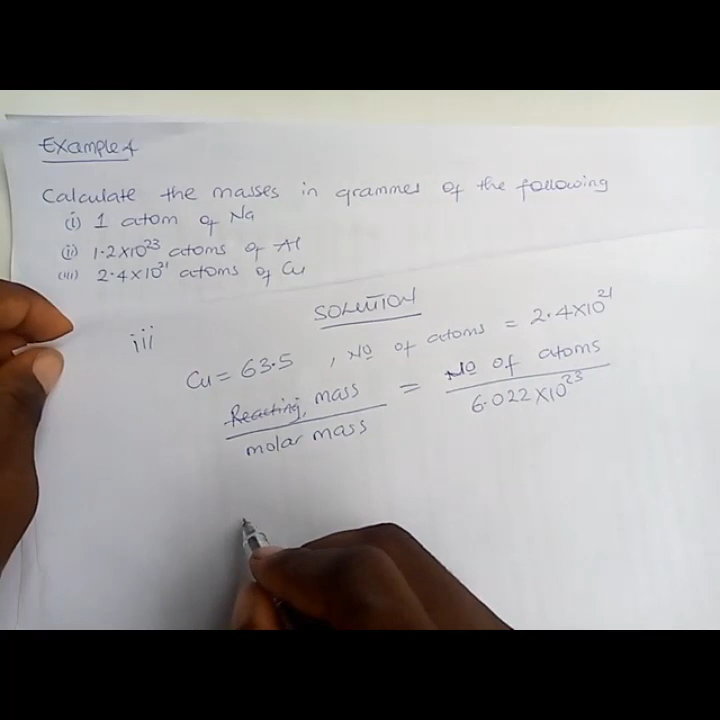 Example 4
Calculate the masses in grammes of the following
(i) 1 atom of Na
(ii) 1.2×10²³ atoms of Al
(iii) 2.4×10²¹ atoms of Cu
SOLUTION
iii
Cu = 63.5 , No of atoms = 2.4×10²¹
Reacting, mass = No of atoms
molar mass 6.022×10²³